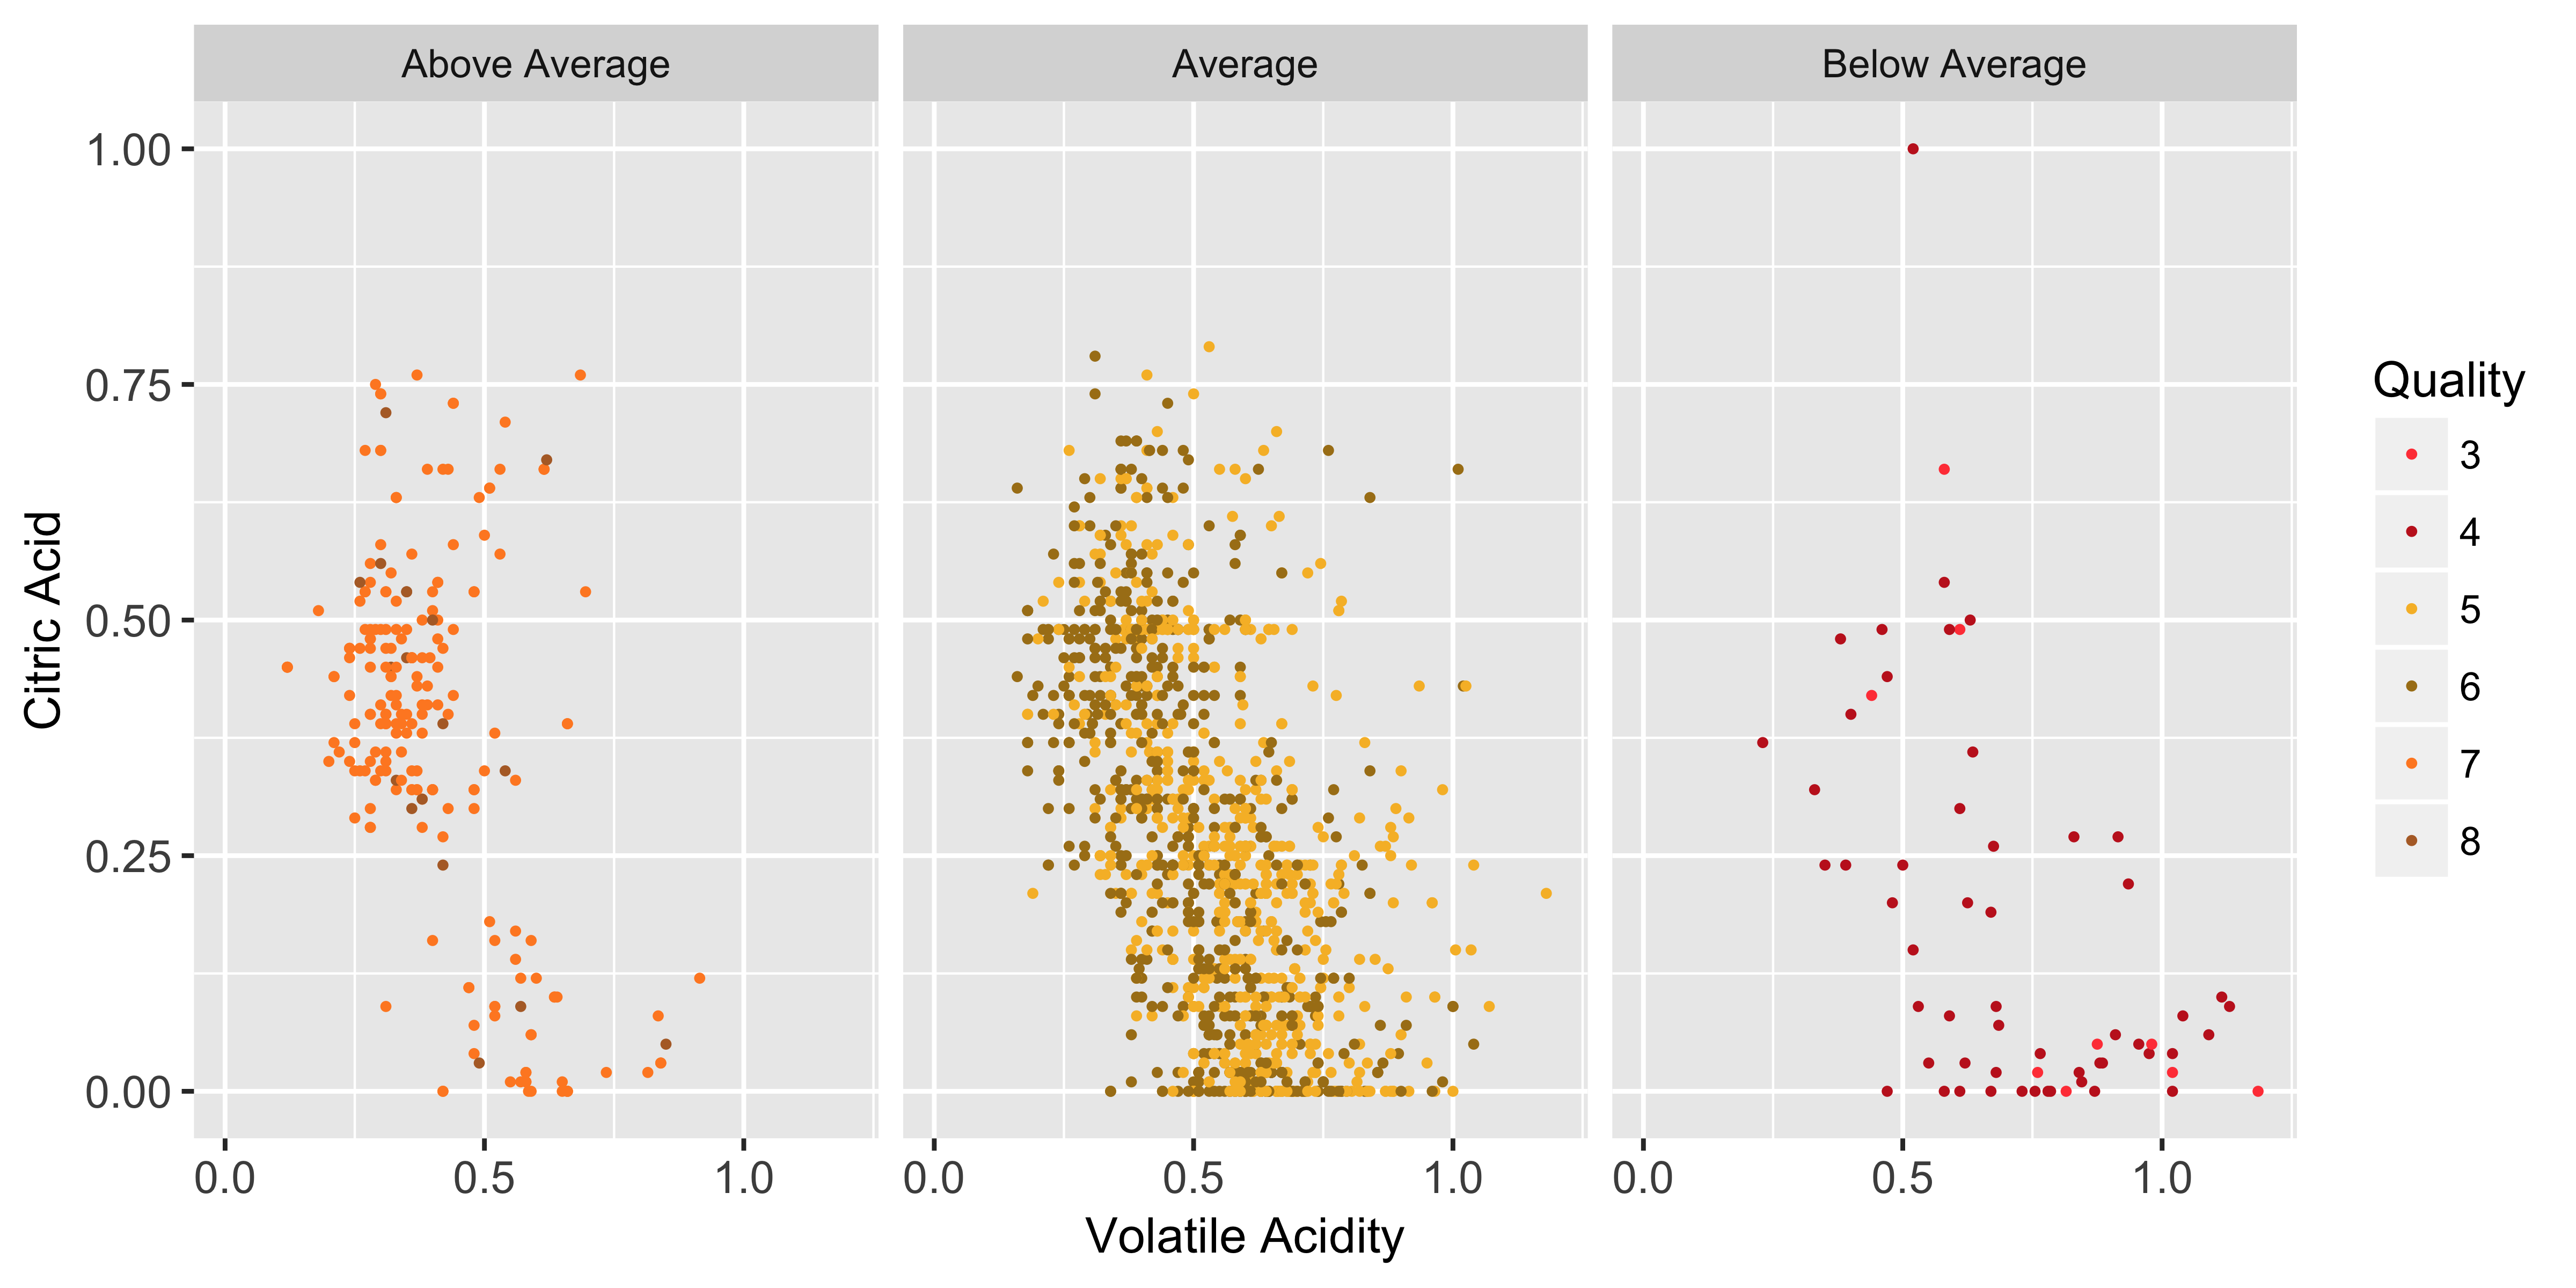 Above Average
Average
Below Average
1.00
0.75
0.50
0.25
0.00
Citric Acid
0.0 0.5 1.0
0.0 0.5 1.0
0.0 0.5 1.0
Volatile Acidity
Quality
3
4
5
6
7
8